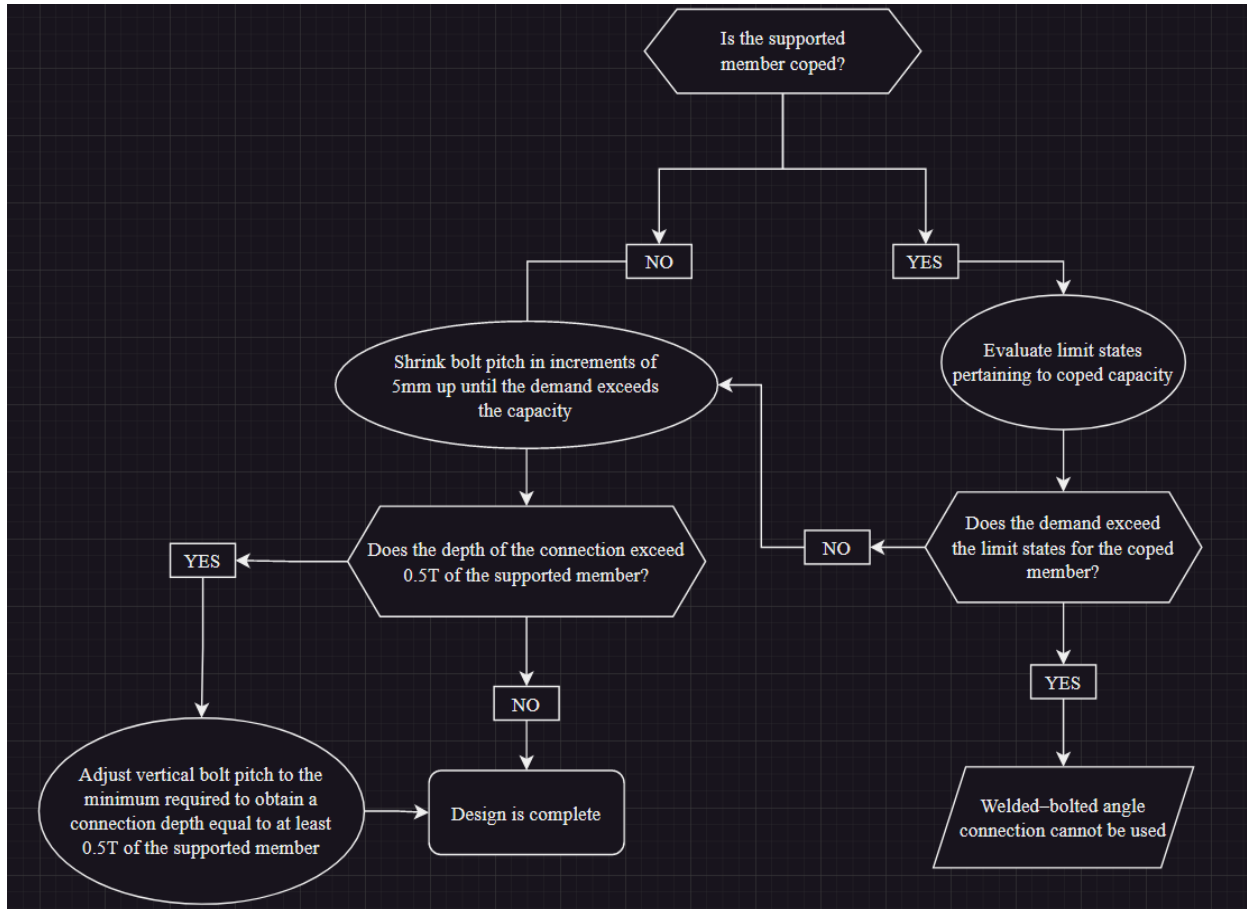 Is the supported
member coped?
NO
YES
Shrink bolt pitch in increments of
5mm up until the demand exceeds
the capacity
Evaluate limit states
pertaining to coped capacity
Does the depth of the connection exceed
0.5T of the supported member?
YES
NO
Does the demand exceed
the limit states for the coped
member?
NO
YES
Adjust vertical bolt pitch to the
minimum required to obtain a
connection depth equal to at least
0.5T of the supported member
Design is complete
Welded–bolted angle
connection cannot be used